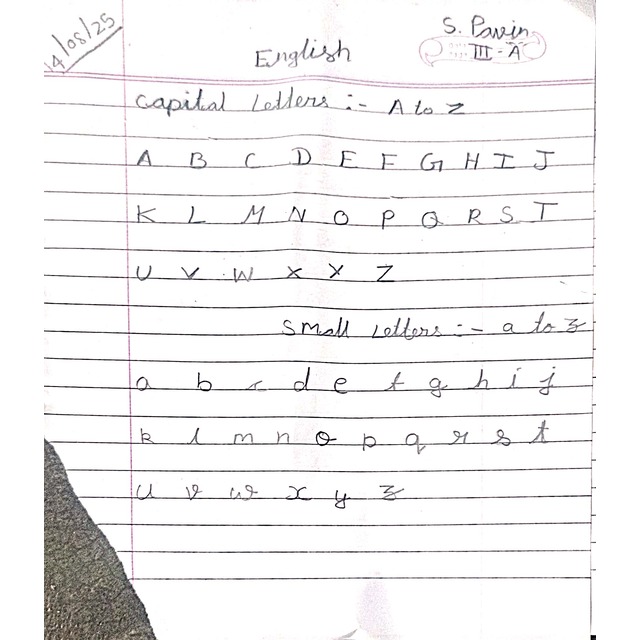 14/08/25
S. Pavin
III - A
English
Capital Letters :- A to Z
A B C D E F G H I J
K L M N O P Q R S T
U V W X Y Z
Small Letters :- a to z
a b c d e f g h i j
k l m n o p q r s t
u v w x y z